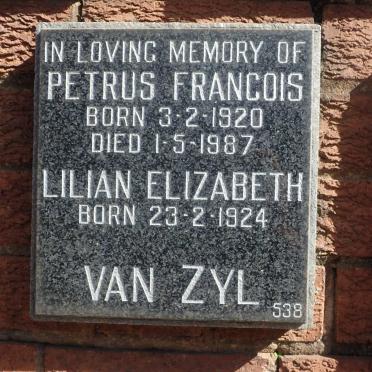 IN LOVING MEMORY OF
PETRUS FRANCOIS
BORN 3-2-1920
DIED 1-5-1987
LILIAN ELIZABETH
BORN 23-2-1924
VAN ZYL
538